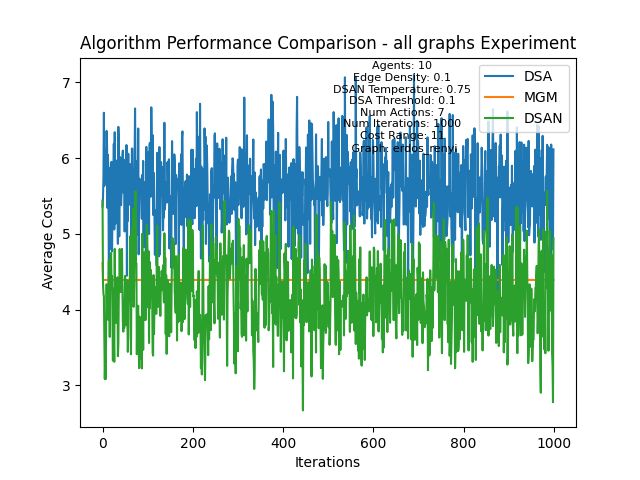 Algorithm Performance Comparison - all graphs Experiment
Agents: 10
Edge Density: 0.1
DSAN Temperature: 0.75
DSA Threshold: 0.1
Num Actions: 7
Num Iterations: 1000
Cost Range: 11
Graph: erdos_renyi
DSA
MGM
DSAN
7
6
5
4
3
Average Cost
0
200
400
600
800
1000
Iterations